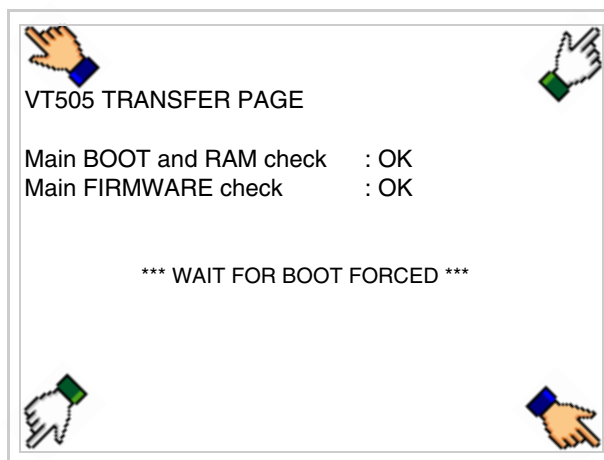 VT505 TRANSFER PAGE
Main BOOT and RAM check : OK
Main FIRMWARE check : OK
*** WAIT FOR BOOT FORCED ***